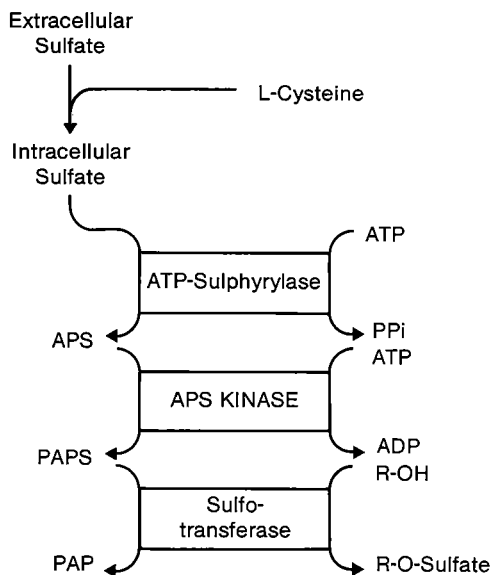 Extracellular
Sulfate
L-Cysteine
Intracellular
Sulfate
ATP
ATP-Sulphyrylase
APS
PPi
ATP
APS KINASE
PAPS
ADP
R-OH
Sulfo-
transferase
PAP
R-O-Sulfate